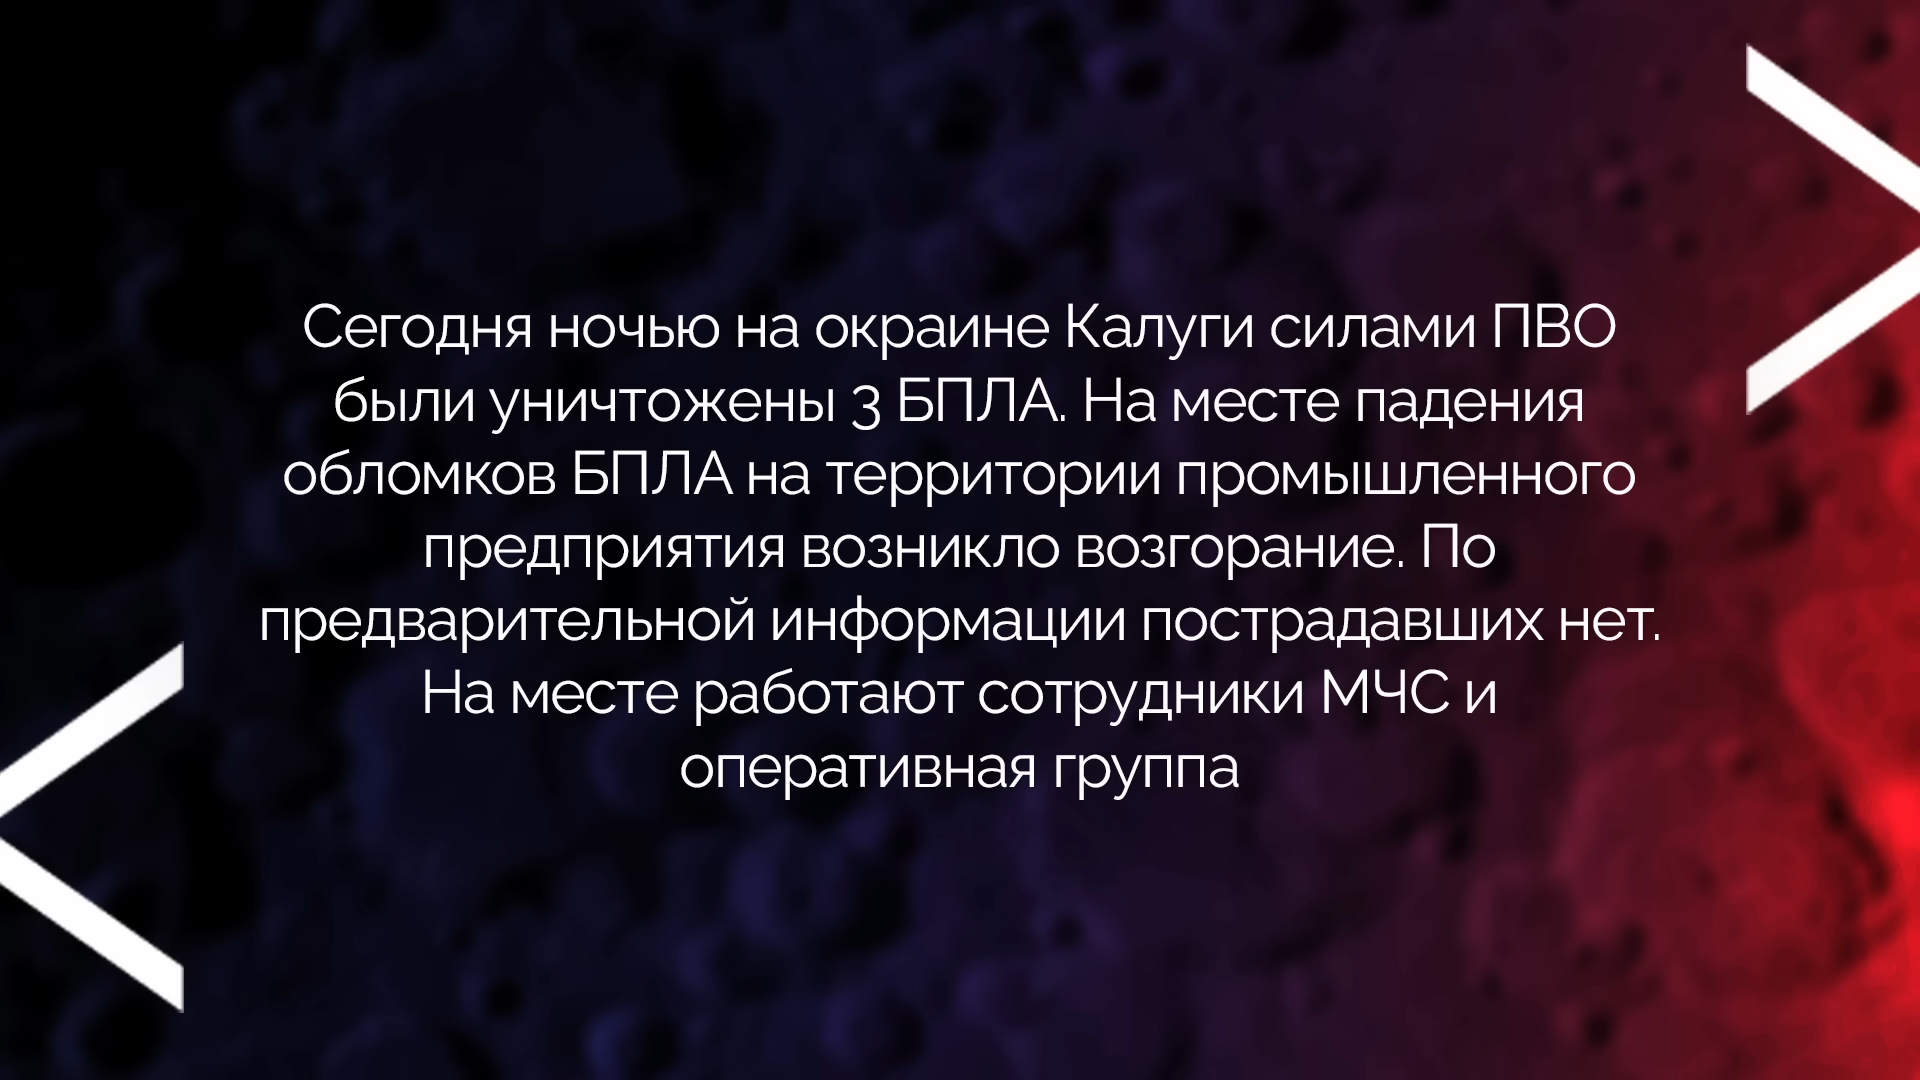 Сегодня ночью на окраине Калуги силами ПВО
были уничтожены 3 БПЛА. На месте падения
обломков БПЛА на территории промышленного
предприятия возникло возгорание. По
предварительной информации пострадавших нет.
На месте работают сотрудники МЧС и
оперативная группа